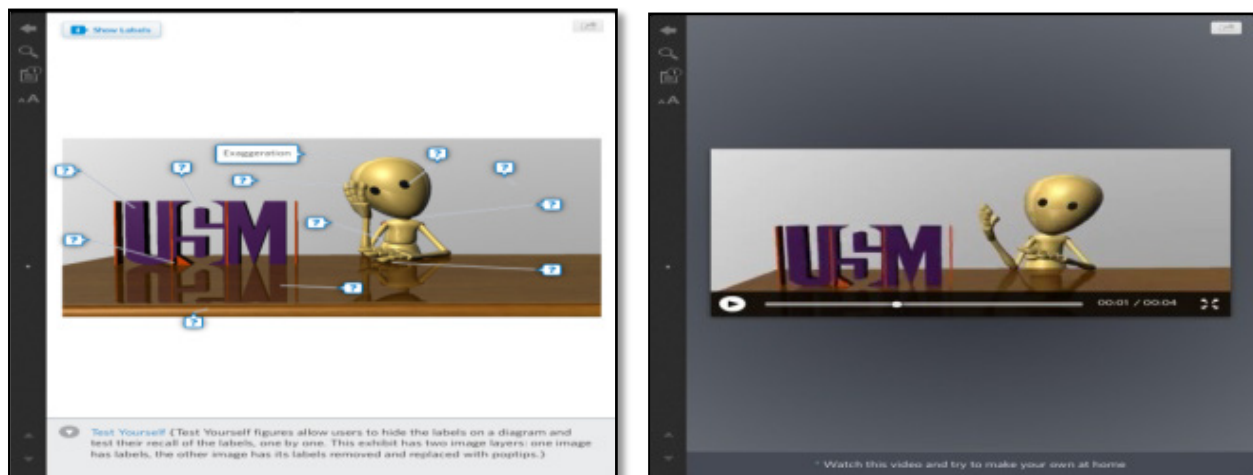 Show Labels
Exaggeration
?
?
?
?
?
?
?
?
?
?
USM
Test Yourself (Test Yourself figures allow users to hide the labels on a diagram and
test their recall of the labels, one by one. This exhibit has two image layers: one image
has labels, the other image has its labels removed and replaced with poptips.)
AA
USM
00:01 / 00:04
AA
* Watch this video and try to make your own at home